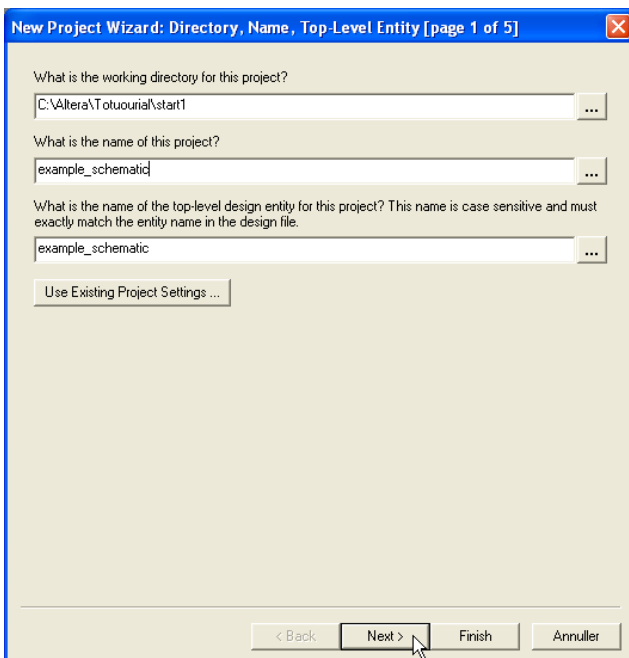 New Project Wizard: Directory, Name, Top-Level Entity [page 1 of 5]
What is the working directory for this project?
C:\Altera\Totuourial\start1
...
What is the name of this project?
example_schematic
...
What is the name of the top-level design entity for this project? This name is case sensitive and must
exactly match the entity name in the design file.
example_schematic
...
Use Existing Project Settings ...
< Back Next > Finish Annuller